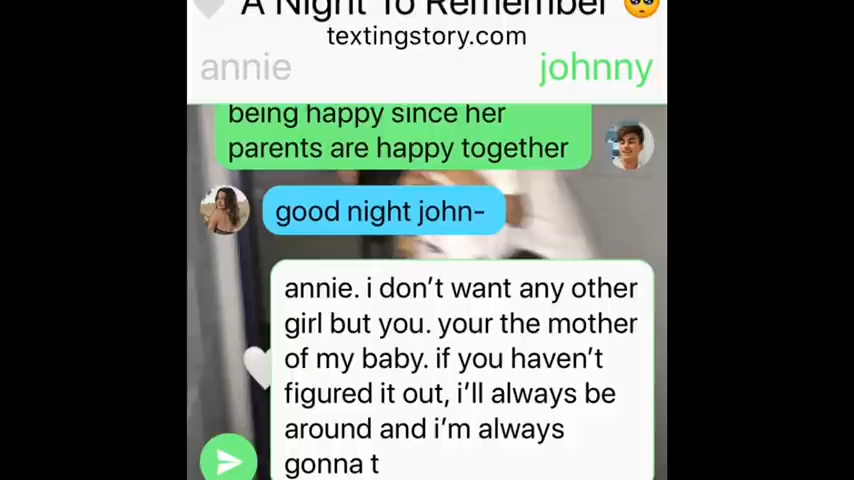 A Night To Remember 🥺
textingstory.com
annie
johnny
being happy since her
parents are happy together
good night john-
annie. i don’t want any other
girl but you. your the mother
of my baby. if you haven’t
figured it out, i’ll always be
around and i’m always
gonna t